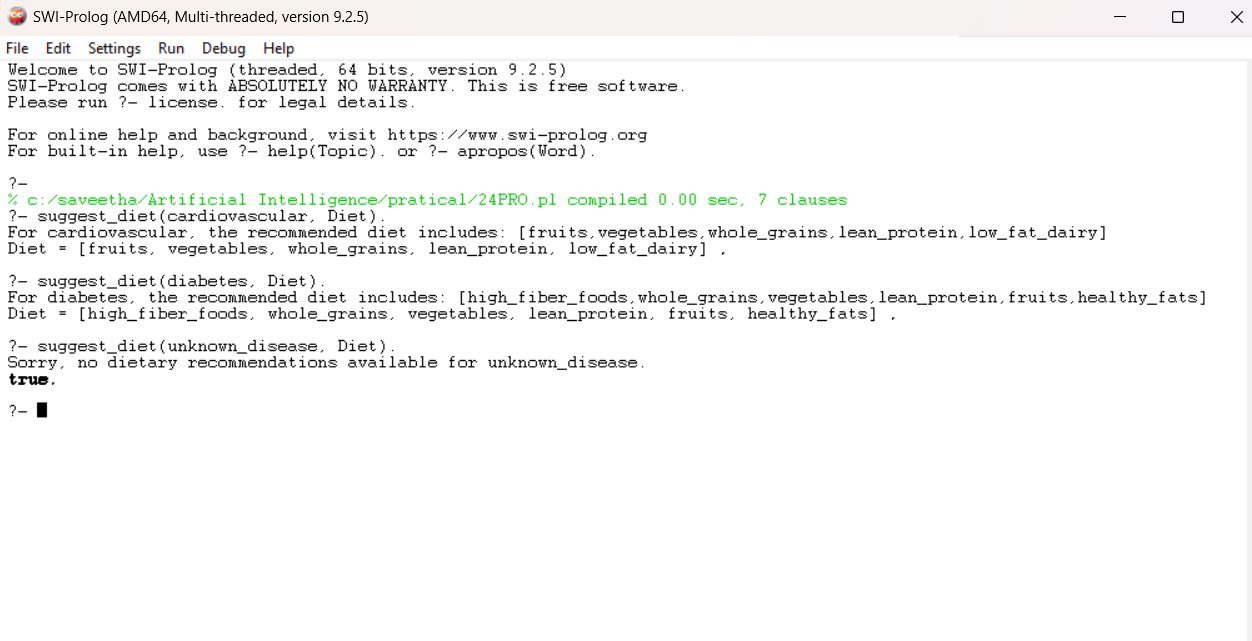 SWI-Prolog (AMD64, Multi-threaded, version 9.2.5)
File Edit Settings Run Debug Help
Welcome to SWI-Prolog (threaded, 64 bits, version 9.2.5)
SWI-Prolog comes with ABSOLUTELY NO WARRANTY. This is free software.
Please run ?- license. for legal details.
For online help and background, visit https://www.swi-prolog.org
For built-in help, use ?- help(Topic). or ?- apropos(Word).
?-
% c:/saveetha/Artificial Intelligence/pratical/24PRO.pl compiled 0.00 sec, 7 clauses
?- suggest_diet(cardiovascular, Diet).
For cardiovascular, the recommended diet includes: [fruits,vegetables,whole_grains,lean_protein,low_fat_dairy]
Diet = [fruits, vegetables, whole_grains, lean_protein, low_fat_dairy] .
?- suggest_diet(diabetes, Diet).
For diabetes, the recommended diet includes: [high_fiber_foods,whole_grains,vegetables,lean_protein,fruits,healthy_fats]
Diet = [high_fiber_foods, whole_grains, vegetables, lean_protein, fruits, healthy_fats] .
?- suggest_diet(unknown_disease, Diet).
Sorry, no dietary recommendations available for unknown_disease.
true.
?-